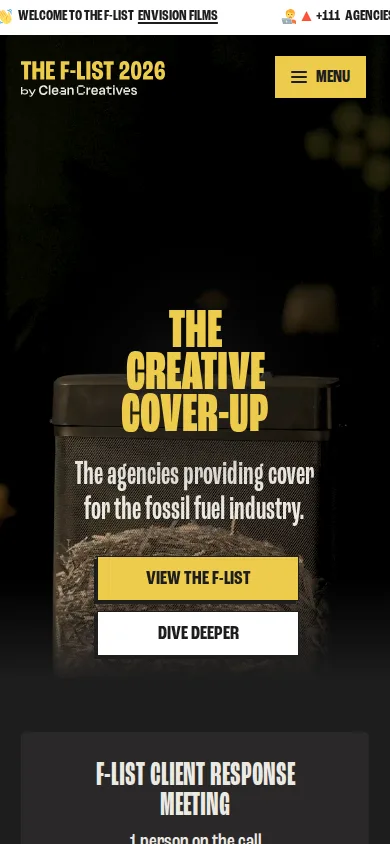 WELCOME TO THE F-LIST ENVISION FILMS
+111 AGENCIES
THE F-LIST 2026
by Clean Creatives
MENU
THE
CREATIVE
COVER-UP
The agencies providing cover
for the fossil fuel industry.
VIEW THE F-LIST
DIVE DEEPER
F-LIST CLIENT RESPONSE
MEETING
1 person on the call